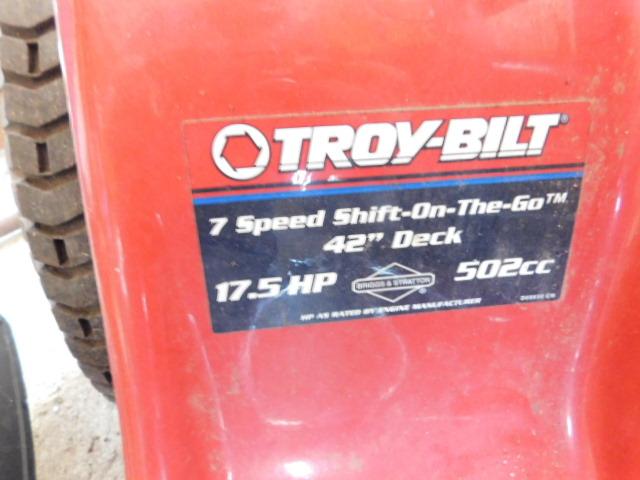 TROY-BILT®
7 Speed Shift-On-The-Go™
42" Deck
17.5 HP BRIGGS & STRATTON® 502cc
HP AS RATED BY ENGINE MANUFACTURER